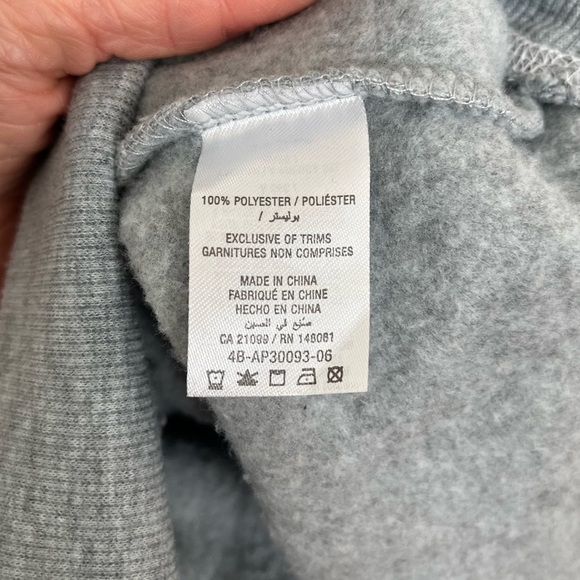 100% POLYESTER / POLIÉSTER
/ بوليستر
EXCLUSIVE OF TRIMS
GARNITURES NON COMPRISES
MADE IN CHINA
FABRIQUÉ EN CHINE
HECHO EN CHINA
صنع في الصين
CA 21099 / RN 148061
4B-AP30093-06